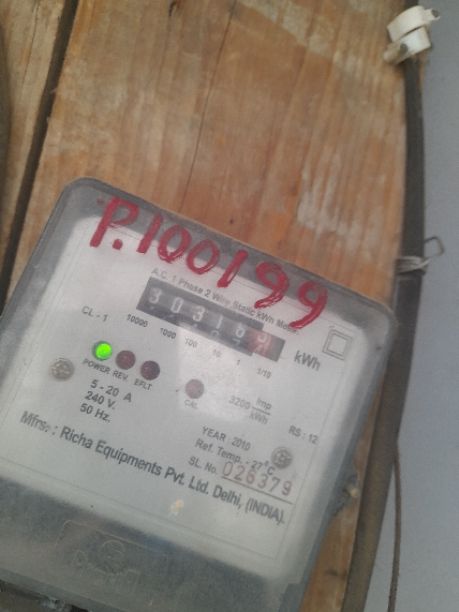 P.100199
A.C. 1 Phase 2 Wire Static kWh Meter
CL - 1
10000 1000 100 10 1 1/10
kWh
POWER REV. EFLT
CAL
5 - 20 A
240 V.
50 Hz.
3200 Imp/kWh
RS : 12
YEAR 2010
Ref. Temp. - 27°C
SL. No. 026379
Mfrs. : Richa Equipments Pvt. Ltd. Delhi, (INDIA).